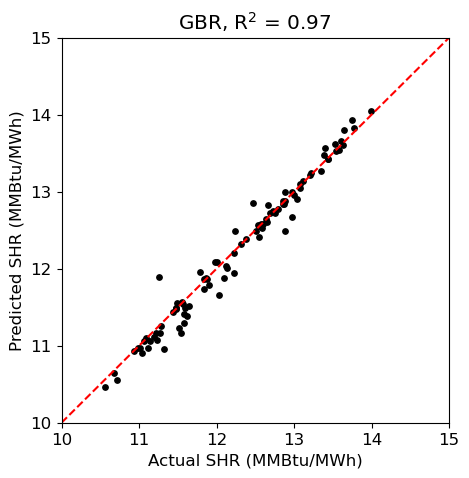 GBR, R² = 0.97
Predicted SHR (MMBtu/MWh)
15
14
13
12
11
10
10 11 12 13 14 15
Actual SHR (MMBtu/MWh)